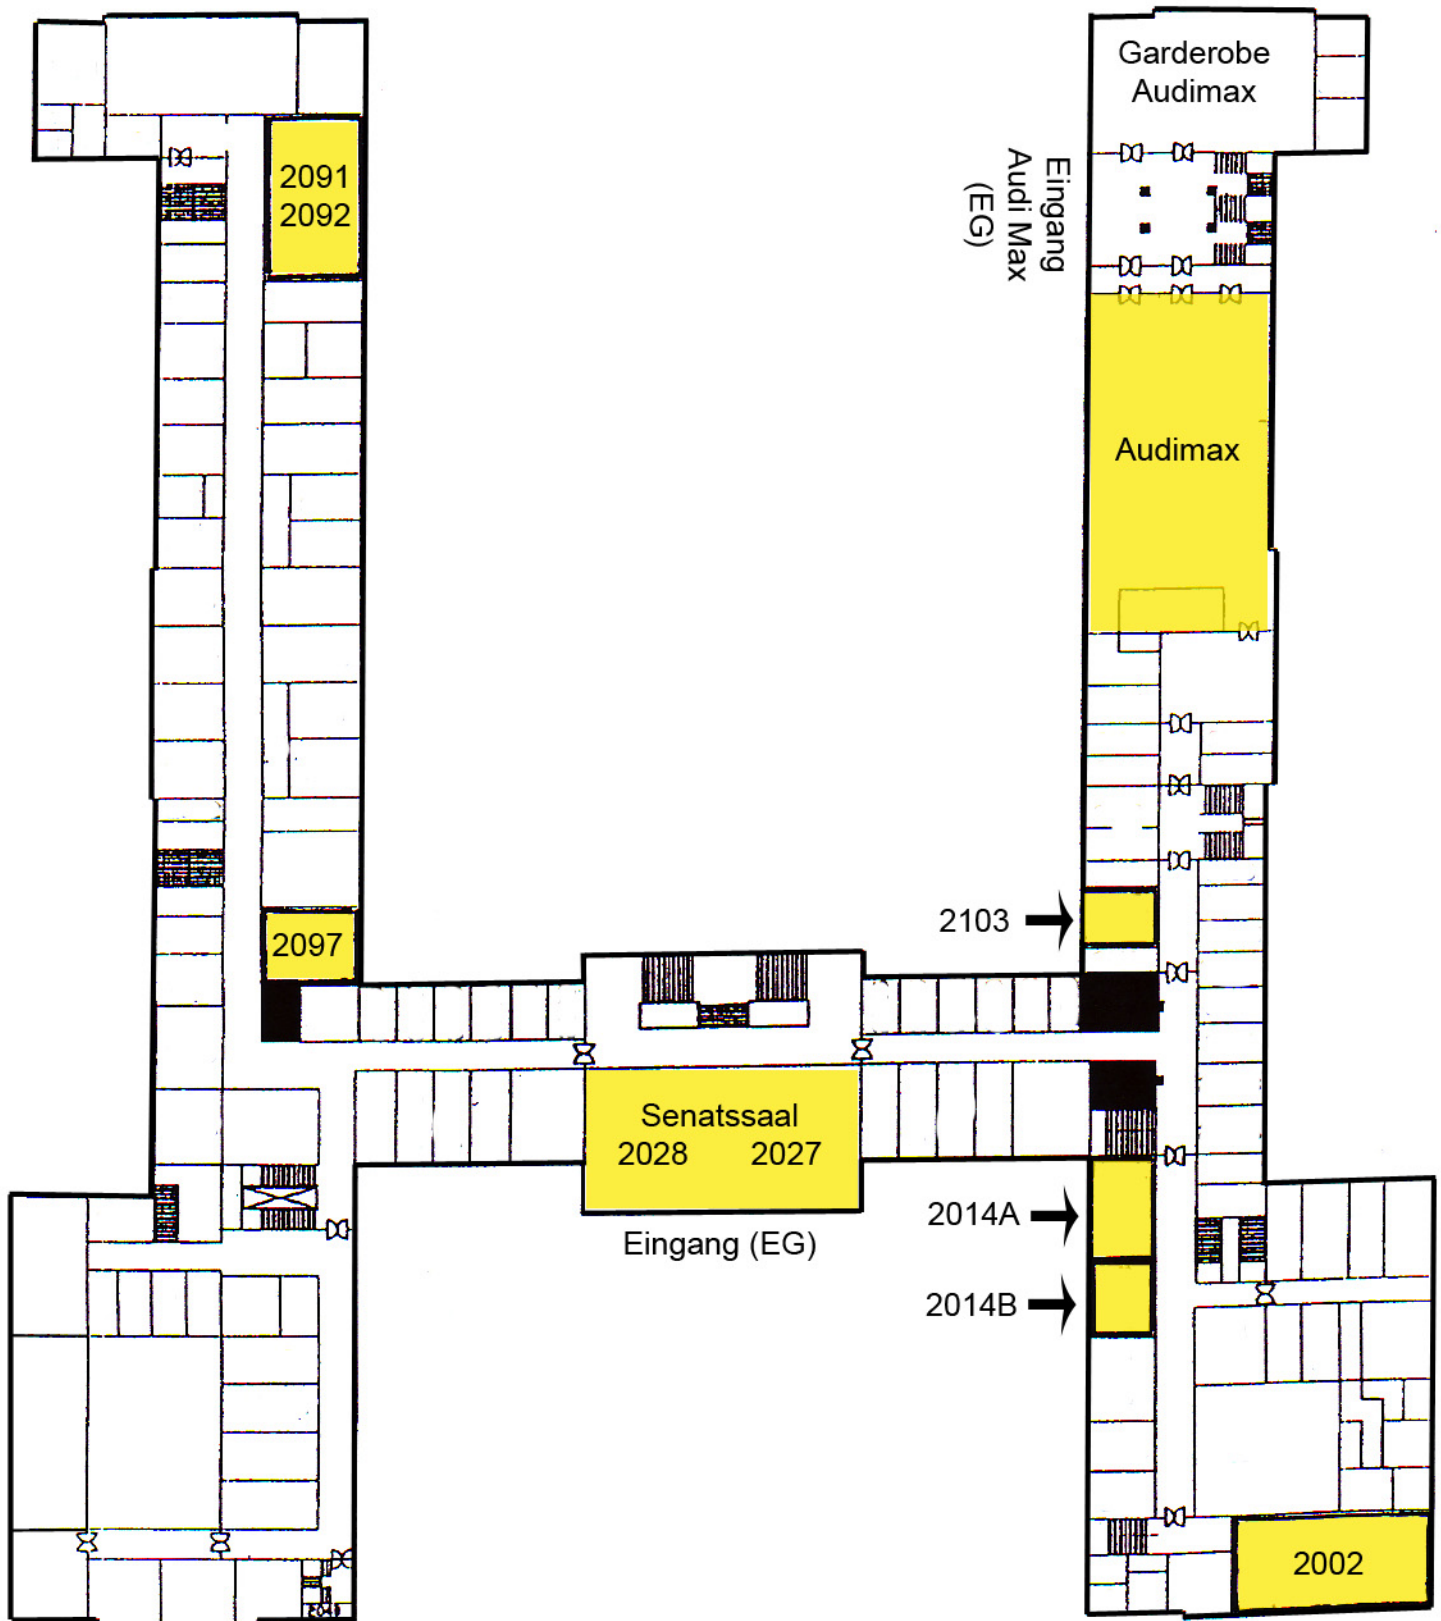 Garderobe
Audimax
2091
2092
Eingang
Audi Max
(EG)
Audimax
2103
2097
Senatssaal
2028 2027
2014A
Eingang (EG)
2014B
2002